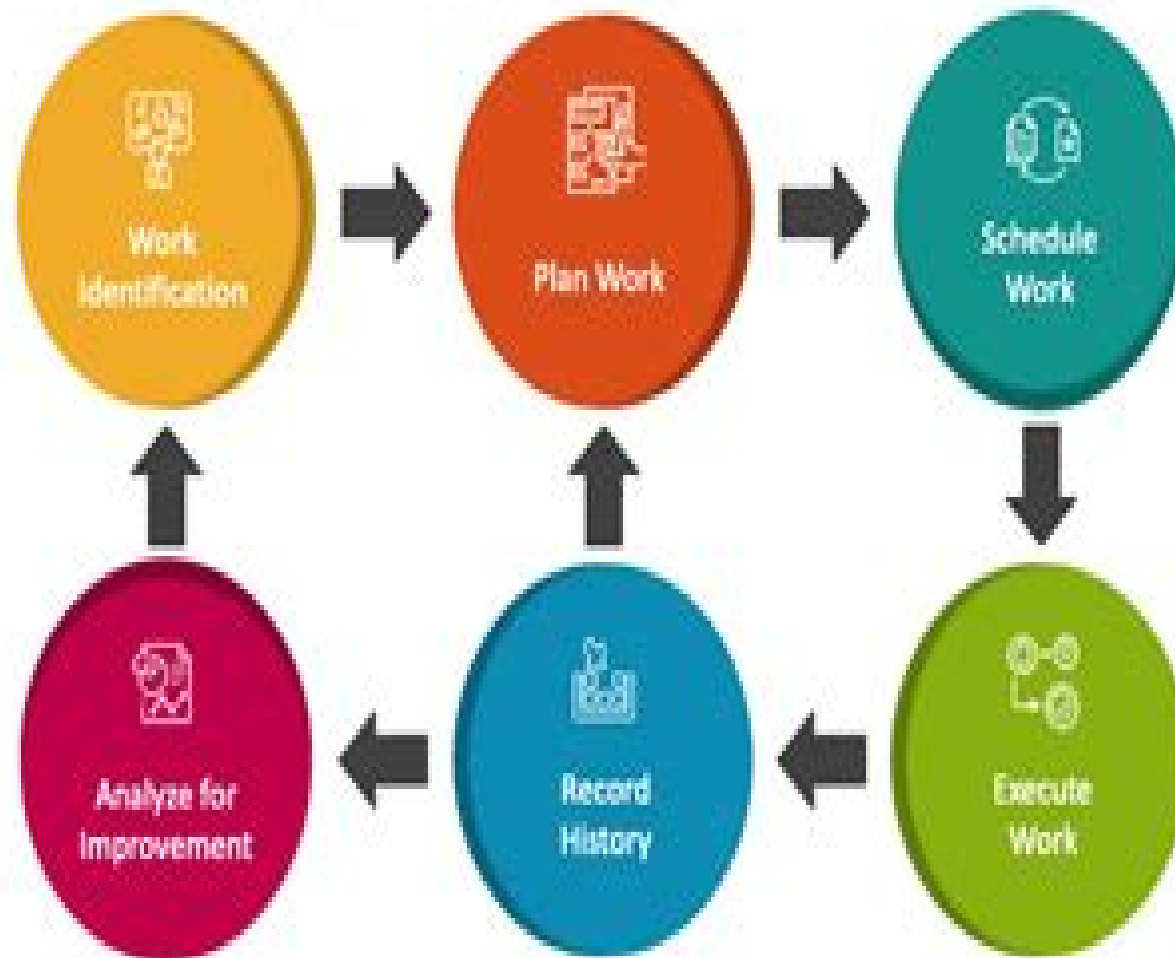 Work
Identification
Plan Work
Schedule
Work
Analyze for
Improvement
Record
History
Execute
Work